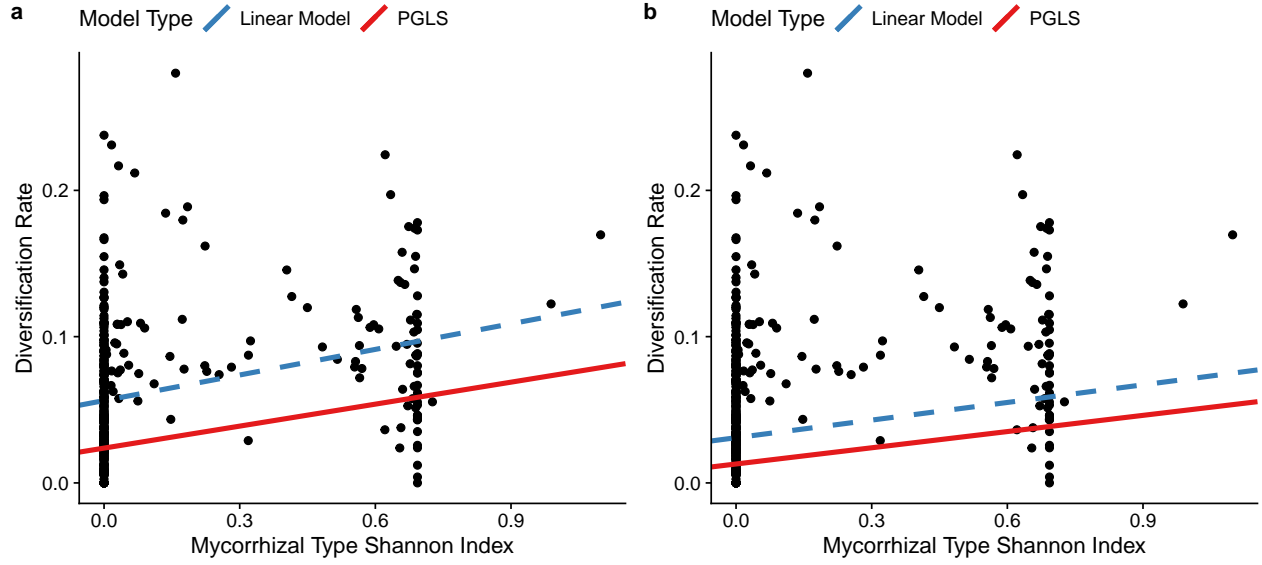 a
Model Type Linear Model PGLS
Diversification Rate
0.2
0.1
0.0
0.0 0.3 0.6 0.9
Mycorrhizal Type Shannon Index
b
Model Type Linear Model PGLS
Diversification Rate
0.2
0.1
0.0
0.0 0.3 0.6 0.9
Mycorrhizal Type Shannon Index